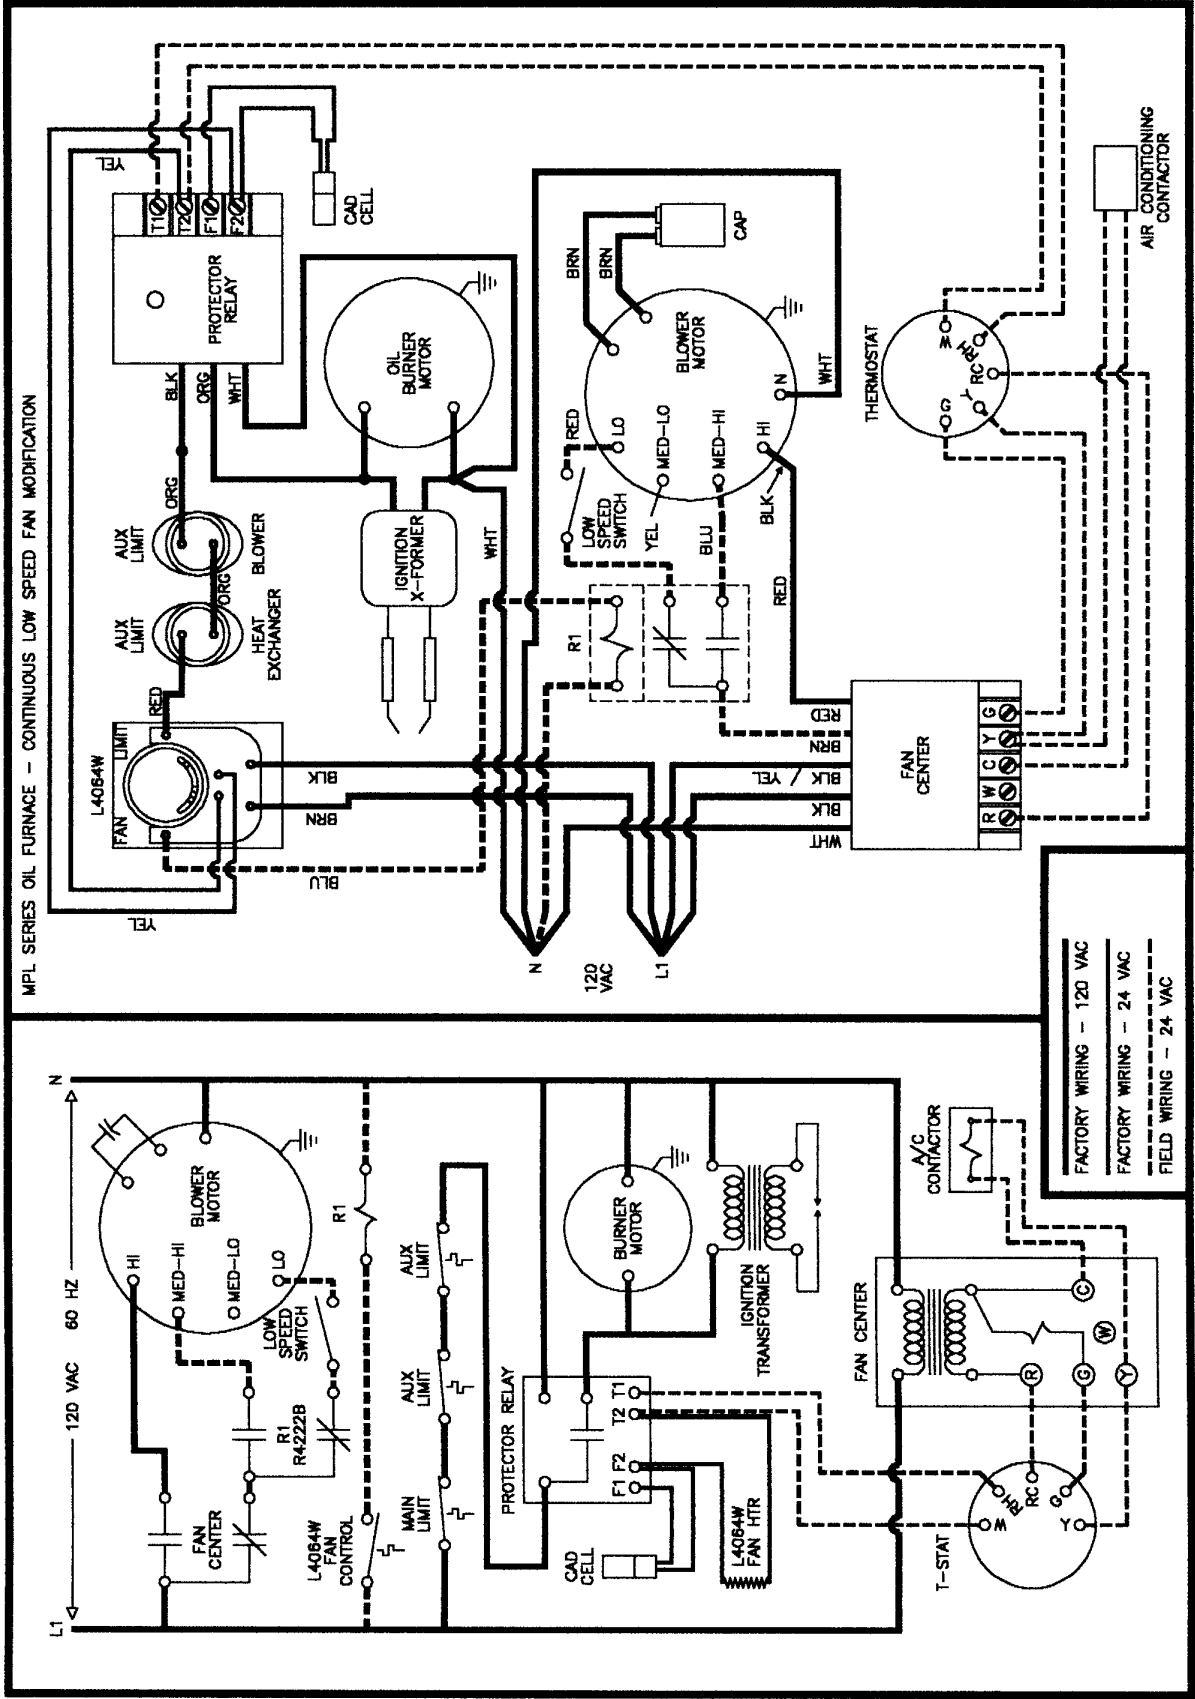 MPL SERIES OIL FURNACE - CONTINUOUS LOW SPEED FAN MODIFICATION
L1
120 VAC
60 HZ
N
HI
MED-HI
MED-LO
LO
BLOWER
MOTOR
FAN
CENTER
R1
R4222B
LOW
SPEED
SWITCH
L4064W
FAN
CONTROL
R1
MAIN
LIMIT
AUX
LIMIT
AUX
LIMIT
PROTECTOR RELAY
F1
F2
T2
T1
BURNER
MOTOR
CAD
CELL
L4064W
FAN HTR
IGNITION
TRANSFORMER
FAN CENTER
R
G
Y
W
C
A/C
CONTACTOR
T-STAT
W
RH
RC
G
Y
YEL
YEL
L4064W
FAN
LIMIT
RED
AUX
LIMIT
HEAT
EXCHANGER
ORG
AUX
LIMIT
BLOWER
ORG
BLK
ORG
WHT
PROTECTOR
RELAY
T1
T2
F1
F2
CAD
CELL
BLU
BRN
BLK
IGNITION
X-FORMER
OIL
BURNER
MOTOR
WHT
N
120
VAC
L1
R1
LOW
SPEED
SWITCH
RED
LO
MED-LO
MED-HI
HI
N
BLOWER
MOTOR
YEL
BLU
BLK
RED
BRN
BRN
CAP
WHT
WHT
BLK
BLK / YEL
BRN
RED
FAN
CENTER
R
W
C
Y
G
THERMOSTAT
G
Y
RC
RH
W
AIR CONDITIONING
CONTACTOR
FACTORY WIRING - 120 VAC
FACTORY WIRING - 24 VAC
FIELD WIRING - 24 VAC